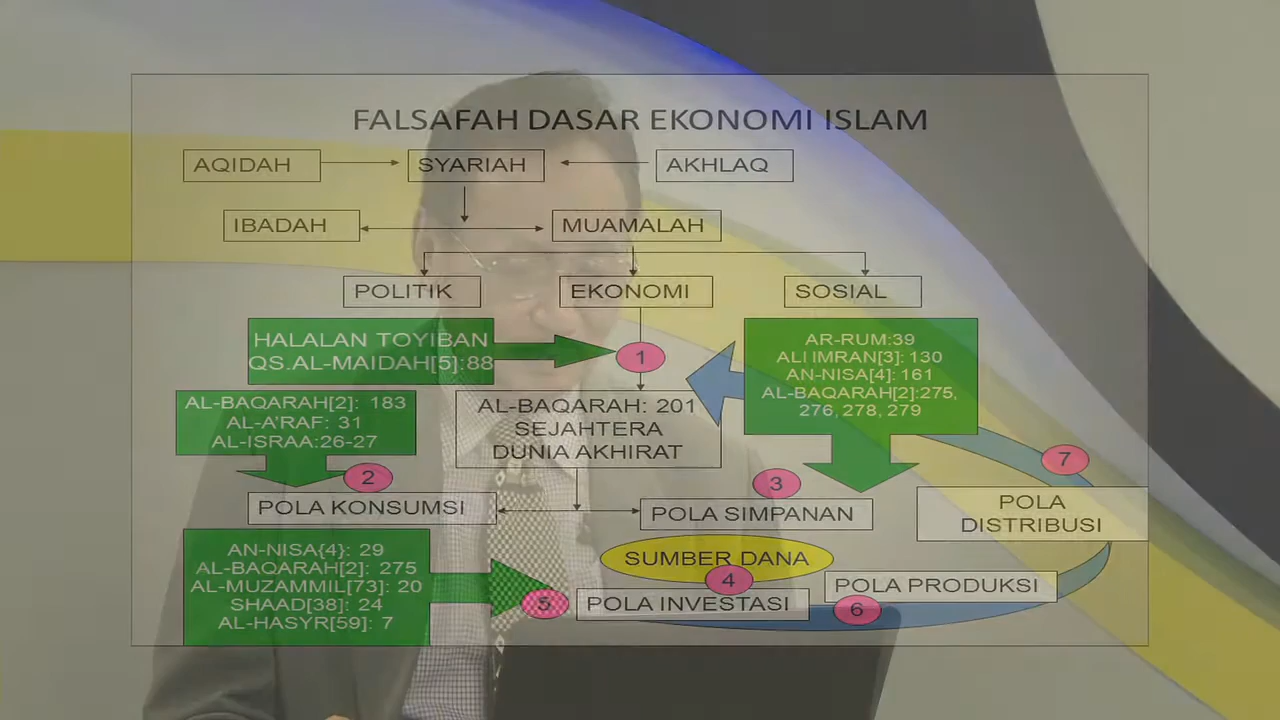 FALSAFAH DASAR EKONOMI ISLAM
AQIDAH
SYARIAH
AKHLAQ
IBADAH
MUAMALAH
POLITIK
EKONOMI
SOSIAL
HALALAN TOYIBAN
QS.AL-MAIDAH[5]:88
1
AR-RUM:39
ALI IMRAN[3]: 130
AN-NISA[4]: 161
AL-BAQARAH[2]:275,
276, 278, 279
AL-BAQARAH[2]: 183
AL-A'RAF: 31
AL-ISRAA:26-27
AL-BAQARAH: 201
SEJAHTERA
DUNIA AKHIRAT
2
3
7
POLA KONSUMSI
POLA SIMPANAN
POLA
DISTRIBUSI
AN-NISA{4}: 29
AL-BAQARAH[2]: 275
AL-MUZAMMIL[73]: 20
SHAAD[38]: 24
AL-HASYR[59]: 7
SUMBER DANA
4
5
POLA INVESTASI
POLA PRODUKSI
6